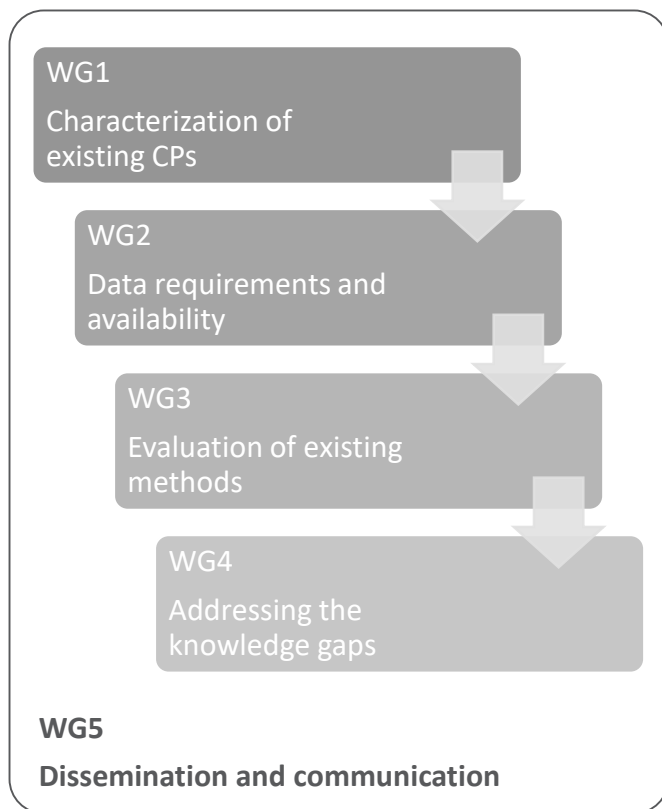 WG1
Characterization of
existing CPs
WG2
Data requirements and
availability
WG3
Evaluation of existing
methods
WG4
Addressing the
knowledge gaps
WG5
Dissemination and communication